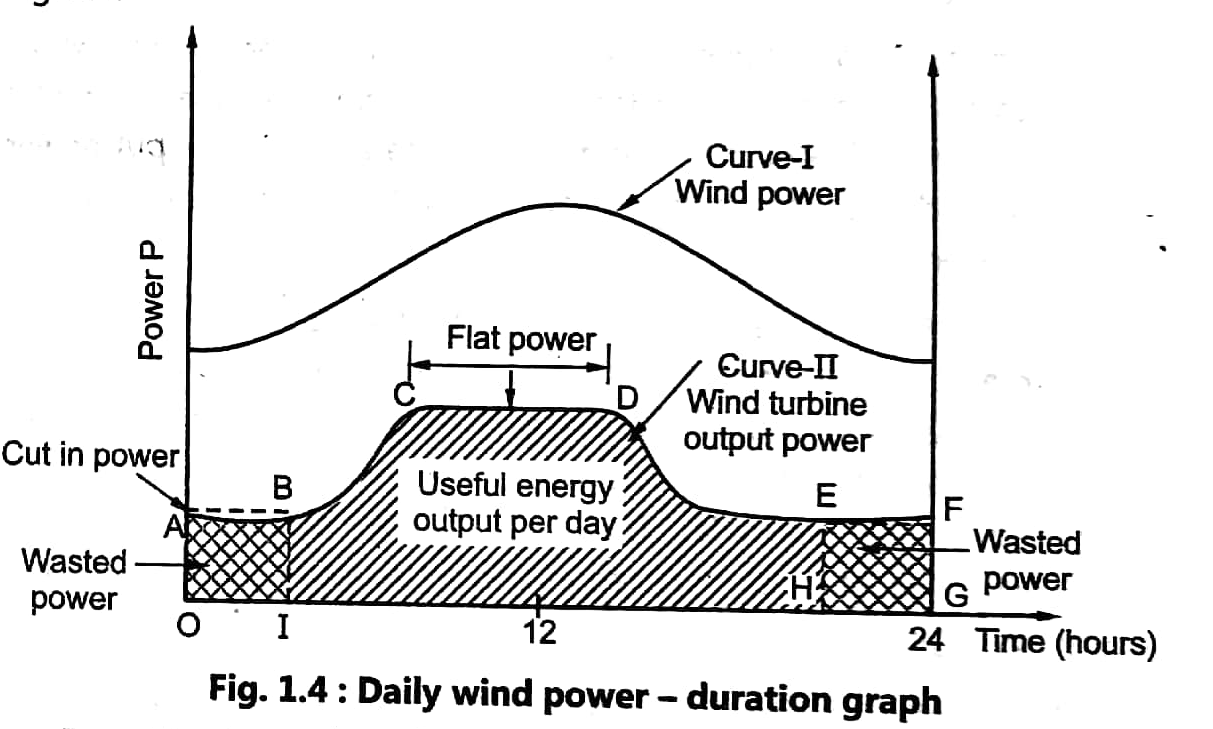 Curve-I
Wind power
Power P
Flat power
C
D
Curve-II
Wind turbine
output power
Cut in power
B
E
F
A
Useful energy
output per day
Wasted
power
Wasted
power
H
G
O
I
12
24
Time (hours)
Fig. 1.4 : Daily wind power – duration graph